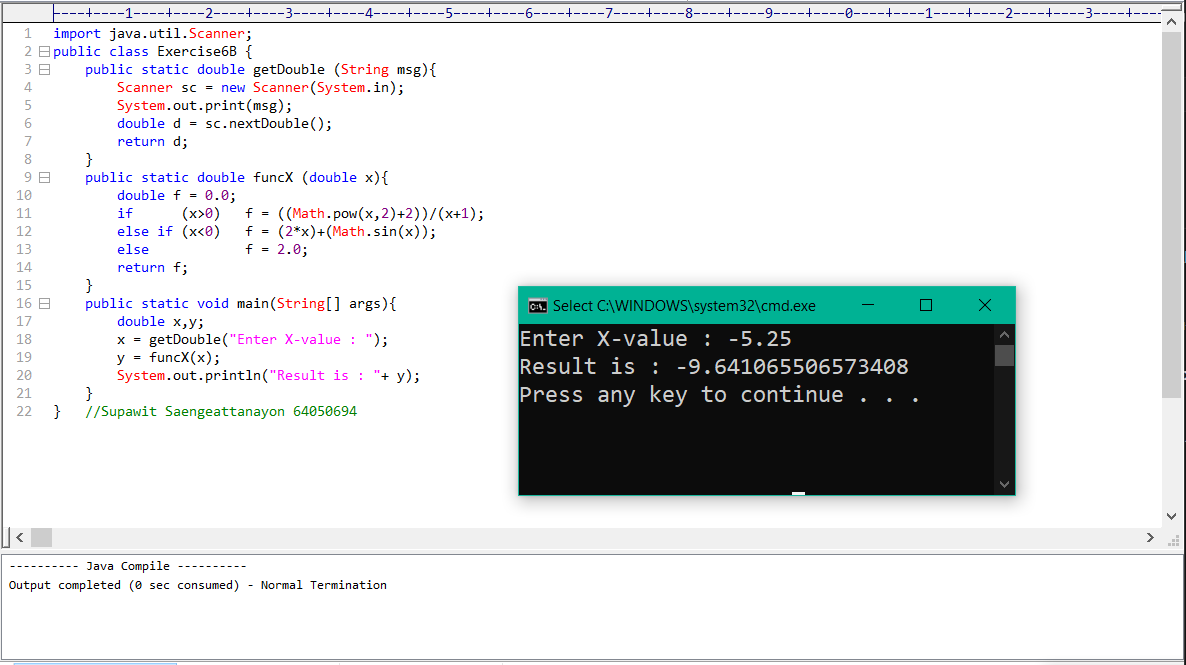 ----+----1----+----2----+----3----+----4----+----5----+----6----+----7----+----8----+----9----+----0----+----1----+----2----+----3----+----
1 import java.util.Scanner;
2 public class Exercise6B {
3 public static double getDouble (String msg){
4 Scanner sc = new Scanner(System.in);
5 System.out.print(msg);
6 double d = sc.nextDouble();
7 return d;
8 }
9 public static double funcX (double x){
10 double f = 0.0;
11 if (x>0) f = ((Math.pow(x,2)+2))/(x+1);
12 else if (x<0) f = (2*x)+(Math.sin(x));
13 else f = 2.0;
14 return f;
15 }
16 public static void main(String[] args){
17 double x,y;
18 x = getDouble("Enter X-value : ");
19 y = funcX(x);
20 System.out.println("Result is : "+ y);
21 }
22 } //Supawit Saengeattanayon 64050694
Select C:\WINDOWS\system32\cmd.exe
Enter X-value : -5.25
Result is : -9.641065506573408
Press any key to continue . . .
---------- Java Compile ----------
Output completed (0 sec consumed) - Normal Termination